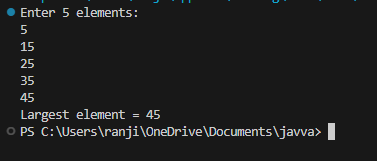 Enter 5 elements:
5
15
25
35
45
Largest element = 45
PS C:\Users\ranji\OneDrive\Documents\javva>